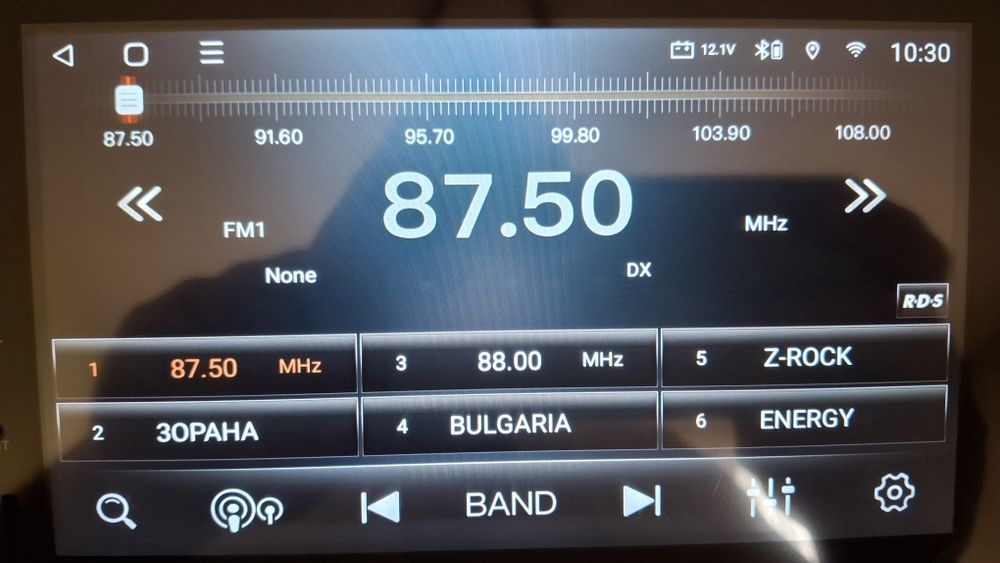 12.1V 10:30
87.50 91.60 95.70 99.80 103.90 108.00
87.50
FM1 MHz
None DX
R·D·S
1 87.50 MHz 3 88.00 MHz 5 Z-ROCK
2 ЗОРАНА 4 BULGARIA 6 ENERGY
BAND